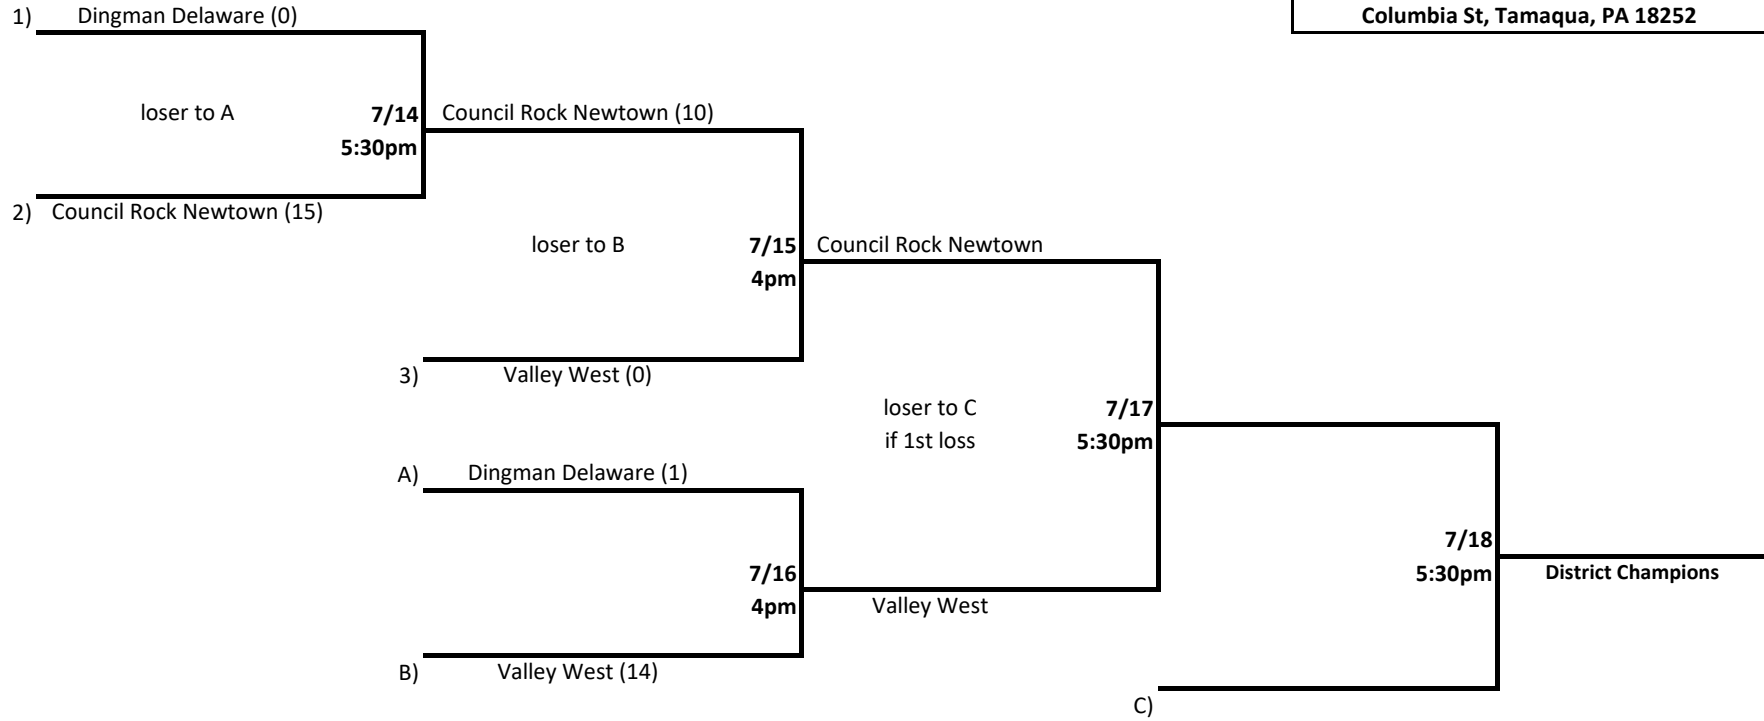 1) Dingman Delaware (0)
Columbia St, Tamaqua, PA 18252
loser to A
7/14
5:30pm
Council Rock Newtown (10)
2) Council Rock Newtown (15)
loser to B
7/15
4pm
Council Rock Newtown
3) Valley West (0)
loser to C
if 1st loss
7/17
5:30pm
A) Dingman Delaware (1)
7/16
4pm
Valley West
7/18
5:30pm
District Champions
B) Valley West (14)
C)